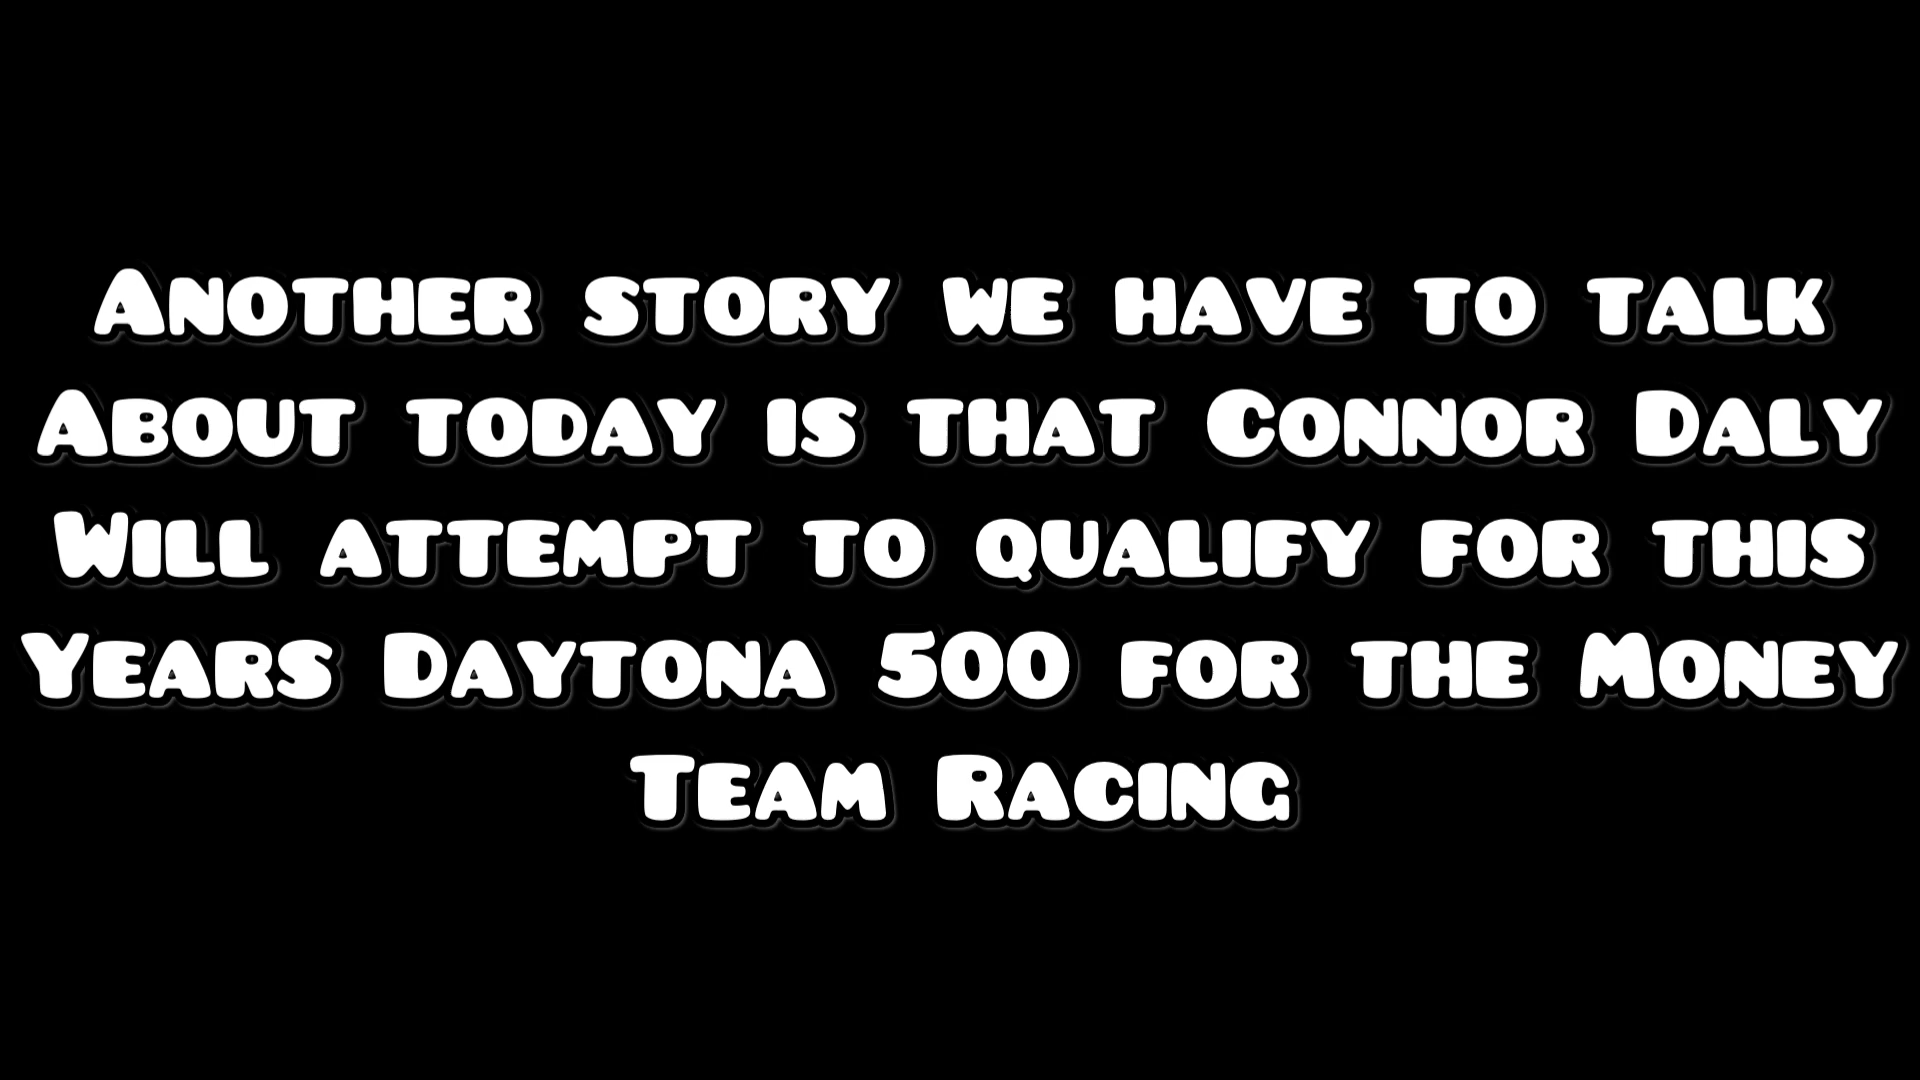 Another story we have to talk
About today is that Connor Daly
Will attempt to qualify for this
Years Daytona 500 for the Money
Team Racing